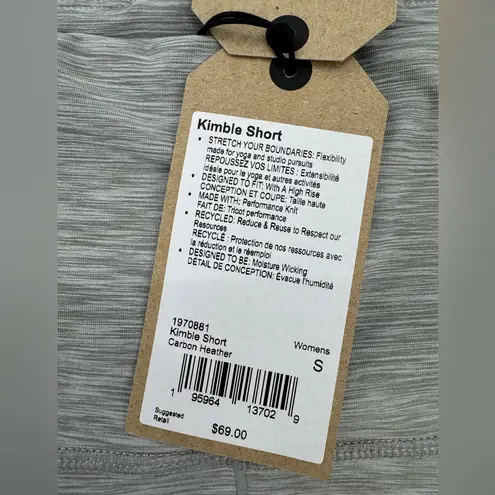 Kimble Short
• STRETCH YOUR BOUNDARIES: Flexibility
made for yoga and studio pursuits
REPOUSSEZ VOS LIMITES : Extensibilité
idéale pour le yoga et autres activités
• DESIGNED TO FIT: With A High Rise
CONCEPTION ET COUPE: Taille haute
• MADE WITH: Performance Knit
FAIT DE: Tricot performance
• RECYCLED: Reduce & Reuse to Respect our
Resources
RECYCLÉ : Protection de nos ressources avec
la réduction et le réemploi
• DESIGNED TO BE: Moisture Wicking
DÉTAIL DE CONCEPTION: Évacue l'humidité
1970881
Kimble Short
Carbon Heather
Womens
S
1 95964 13702 9
Suggested
Retail
$69.00